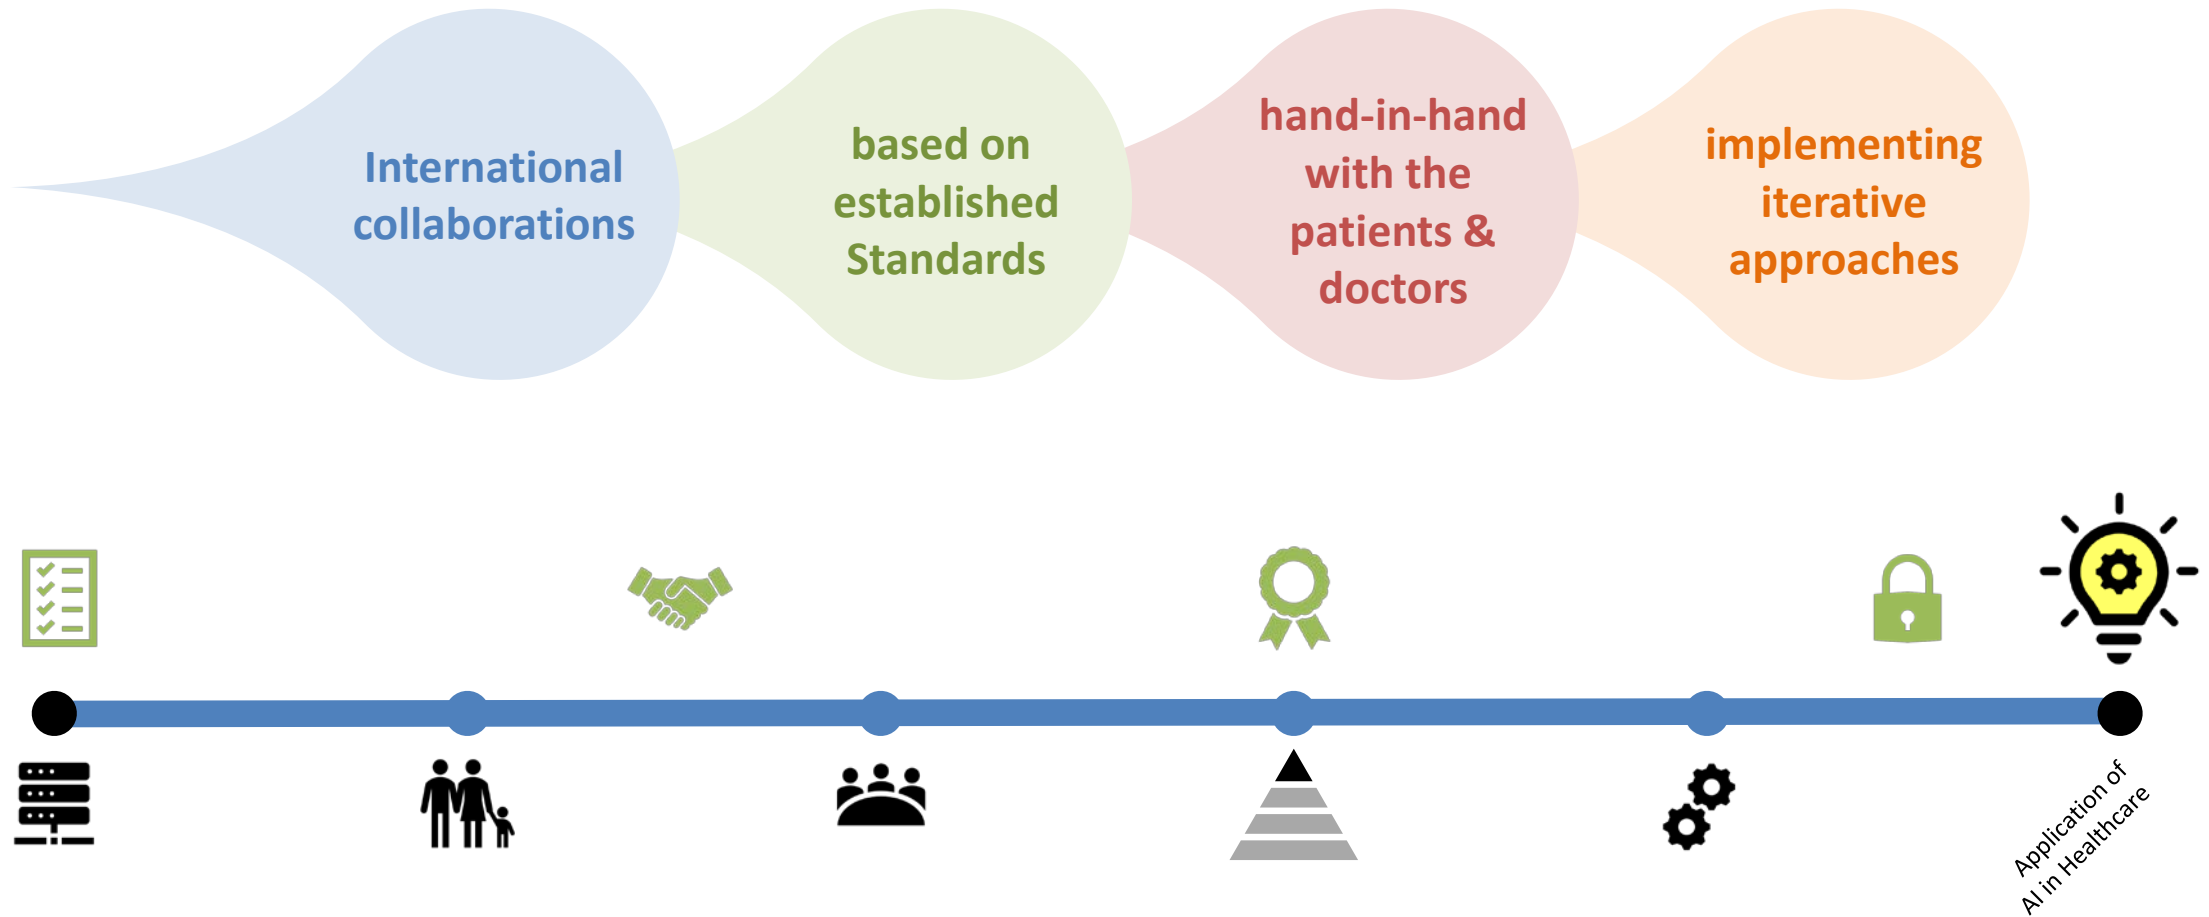 International
collaborations
based on
established
Standards
hand-in-hand
with the
patients &
doctors
implementing
iterative
approaches
Application of
AI in Healthcare